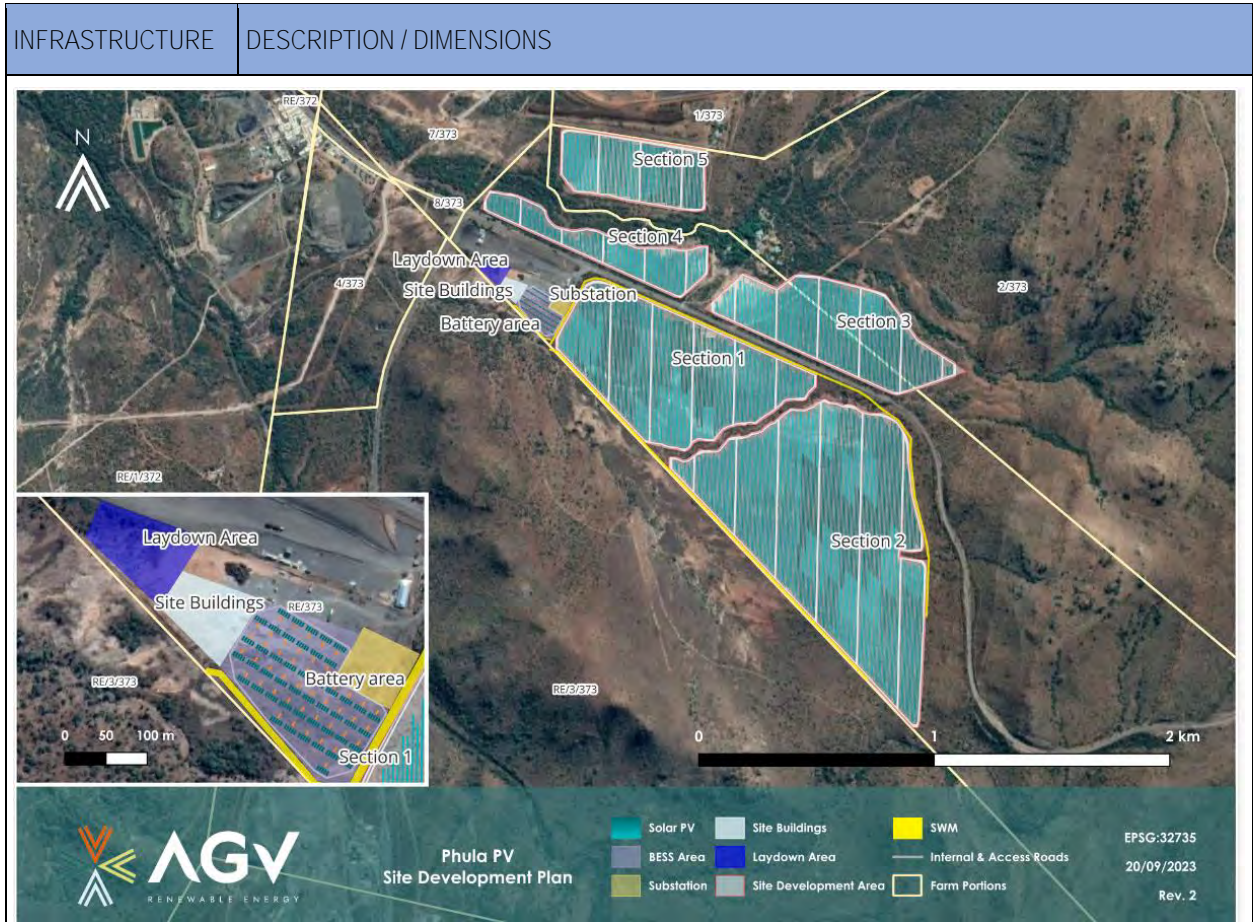 INFRASTRUCTURE
DESCRIPTION / DIMENSIONS
RE/372
1/373
7/373
N
Section 5
8/373
Section 4
Laydown Area
4/373
Site Buildings
Substation
2/373
Battery area
Section 3
Section 1
RE/1/372
Section 2
Laydown Area
Site Buildings
RE/373
RE/3/373
Battery area
RE/3/373
0 50 100 m
Section 1
0 1 2 km
AGV
RENEWABLE ENERGY
Phula PV
Site Development Plan
Solar PV
Site Buildings
SWM
BESS Area
Laydown Area
Internal & Access Roads
Substation
Site Development Area
Farm Portions
EPSG:32735
20/09/2023
Rev. 2